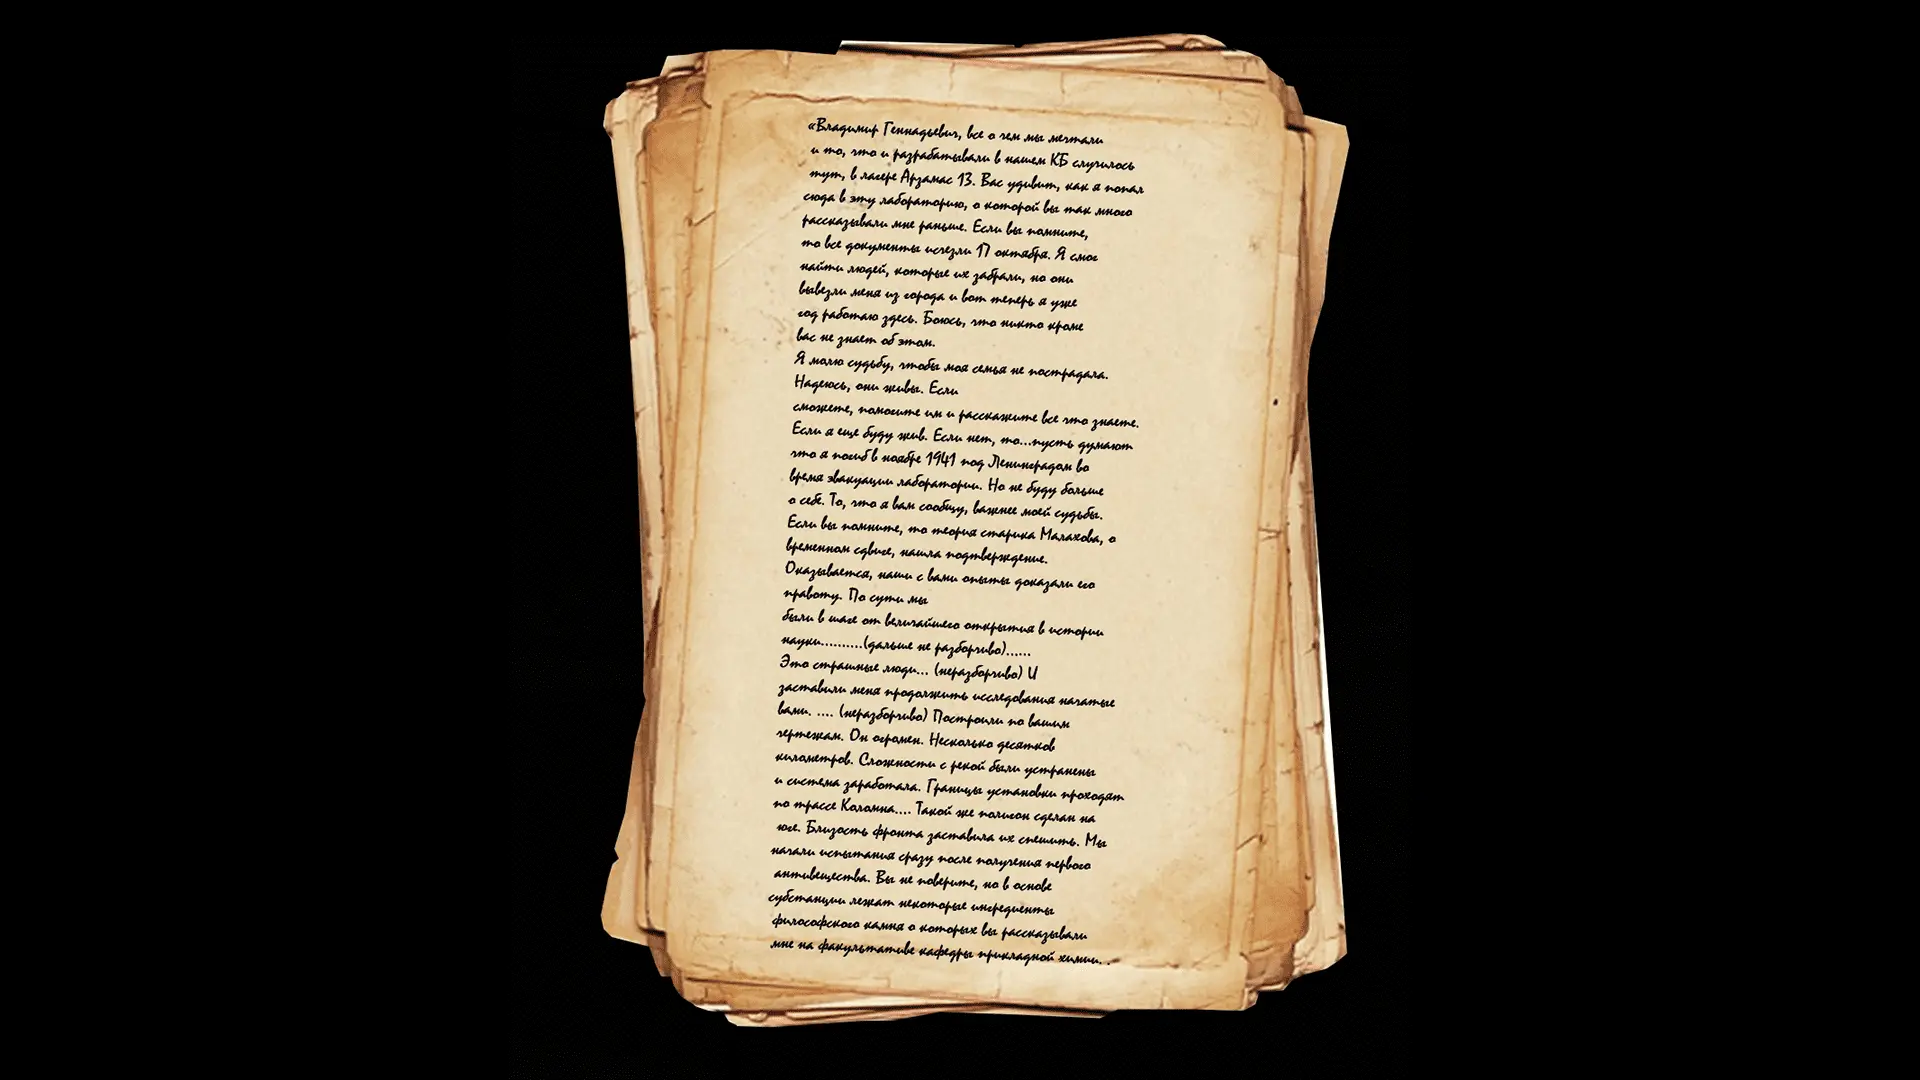 «Владимир Геннадьевич, все о чем мы мечтали
и то, что и разрабатывали в нашем КБ случилось
тут, в лагере Арзамас 13. Вас удивит, как я попал
сюда в эту лабораторию, о которой вы так много
рассказывали мне раньше. Если вы помните,
то все документы исчезли 17 октября. Я смог
найти людей, которые их забрали, но они
вывезли меня из города и вот теперь я уже
год работаю здесь. Боюсь, что никто кроме
вас не знает об этом.
Я молю судьбу, чтобы моя семья не пострадала.
Надеюсь, они живы. Если
сможете, помогите им и расскажите все что знаете.
Если я еще буду жив. Если нет, то...пусть думают
что я погиб в ноябре 1941 под Ленинградом во
время эвакуации лаборатории. Но не буду больше
о себе. То, что я вам сообщу, важнее моей судьбы.
Если вы помните, то теория старика Малахова, о
временном сдвиге, нашла подтверждение.
Оказывается, наши с вами опыты доказали его
правоту. По сути мы
были в шаге от величайшего открытия в истории
науки..........(дальше не разборчиво)......
Это страшные люди... (неразборчиво) И
заставили меня продолжить исследования начатые
вами. .... (неразборчиво) Построили по вашим
чертежам. Он огромен. Несколько десятков
километров. Сложности с рекой были устранены
и система заработала. Границы установки проходят
по трассе Коломна.... Такой же полигон сделан на
юге. Близость фронта заставила их спешить. Мы
начали испытания сразу после получения первого
антивещества. Вы не поверите, но в основе
субстанции лежат некоторые ингредиенты
философского камня о которых вы рассказывали
мне на факультативе кафедры прикладной химии. .